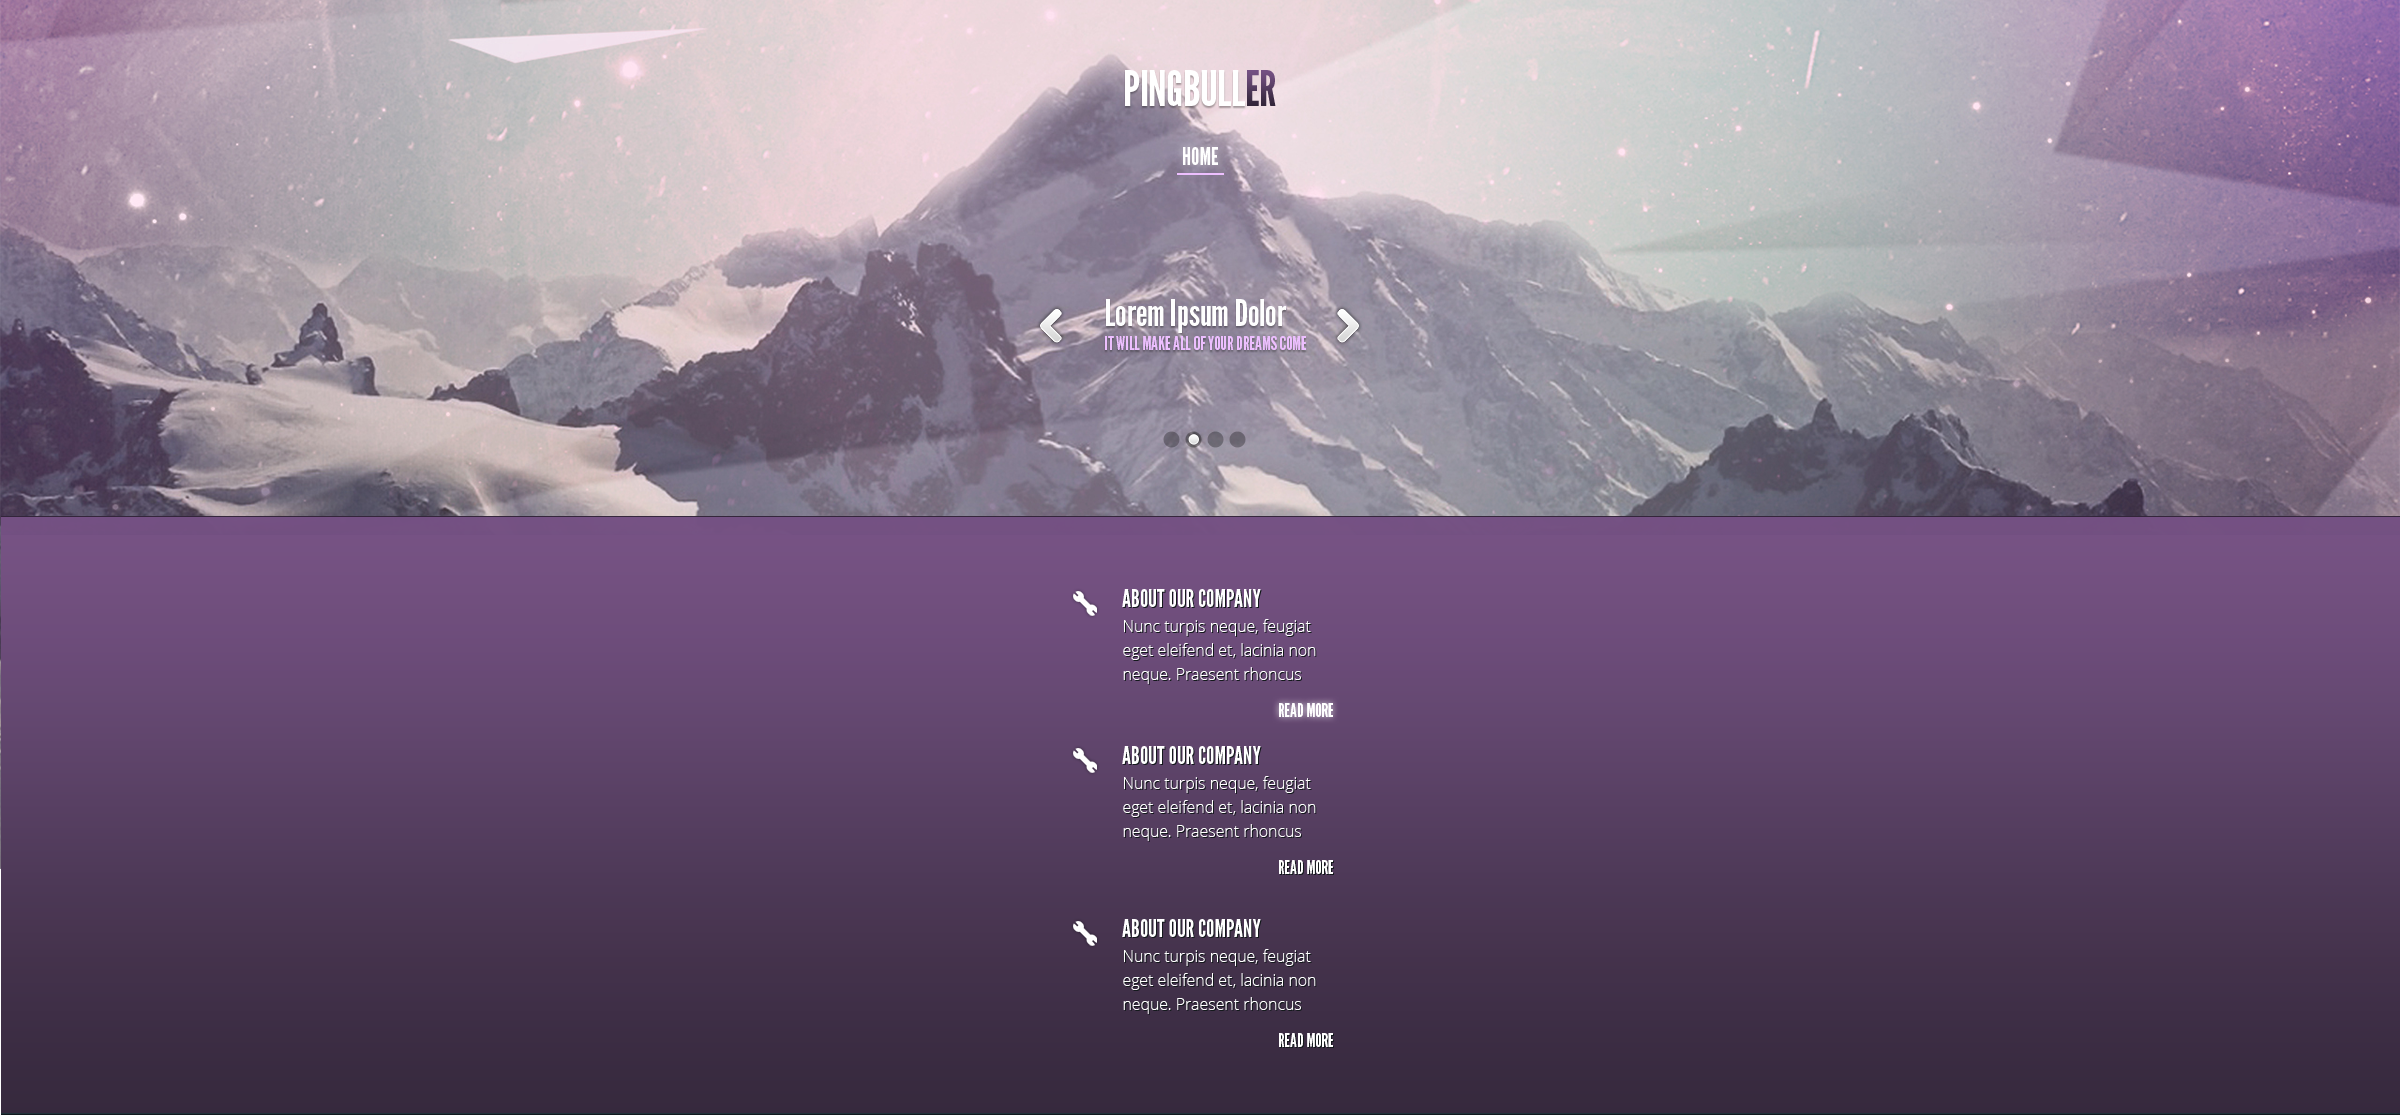 PINGBULLER
HOME
Lorem Ipsum Dolor
IT WILL MAKE ALL OF YOUR DREAMS COME
ABOUT OUR COMPANY
Nunc turpis neque, feugiat
eget eleifend et, lacinia non
neque. Praesent rhoncus
READ MORE
ABOUT OUR COMPANY
Nunc turpis neque, feugiat
eget eleifend et, lacinia non
neque. Praesent rhoncus
READ MORE
ABOUT OUR COMPANY
Nunc turpis neque, feugiat
eget eleifend et, lacinia non
neque. Praesent rhoncus
READ MORE